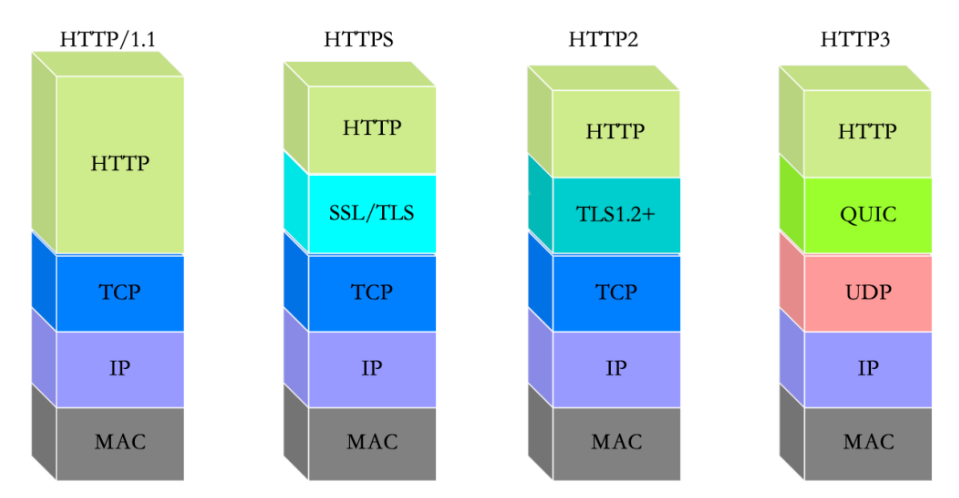 HTTP/1.1
HTTPS
HTTP2
HTTP3
HTTP
HTTP
HTTP
HTTP
SSL/TLS
TLS1.2+
QUIC
TCP
TCP
TCP
UDP
IP
IP
IP
IP
MAC
MAC
MAC
MAC